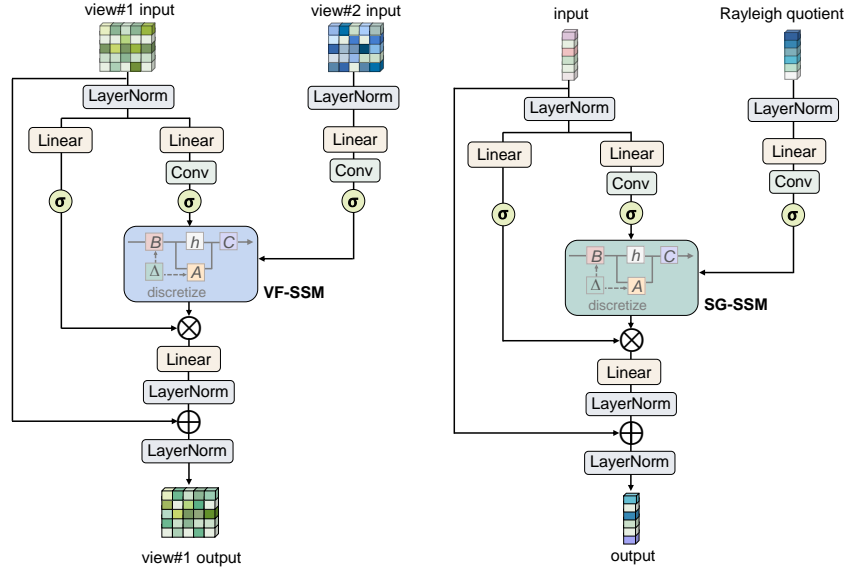 view#1 input
view#2 input
LayerNorm
LayerNorm
Linear
Linear
Linear
Conv
Conv
σ
σ
σ
B
h
C
Δ
A
discretize
VF-SSM
Linear
LayerNorm
LayerNorm
view#1 output
input
Rayleigh quotient
LayerNorm
LayerNorm
Linear
Linear
Linear
Conv
Conv
σ
σ
σ
B
h
C
Δ
A
discretize
SG-SSM
Linear
LayerNorm
LayerNorm
output